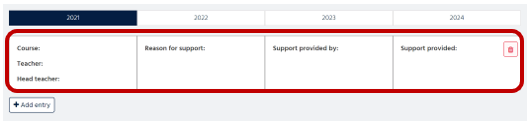 2021 2022 2023 2024
Course: Reason for support: Support provided by: Support provided:
Teacher:
Head teacher:
+ Add entry